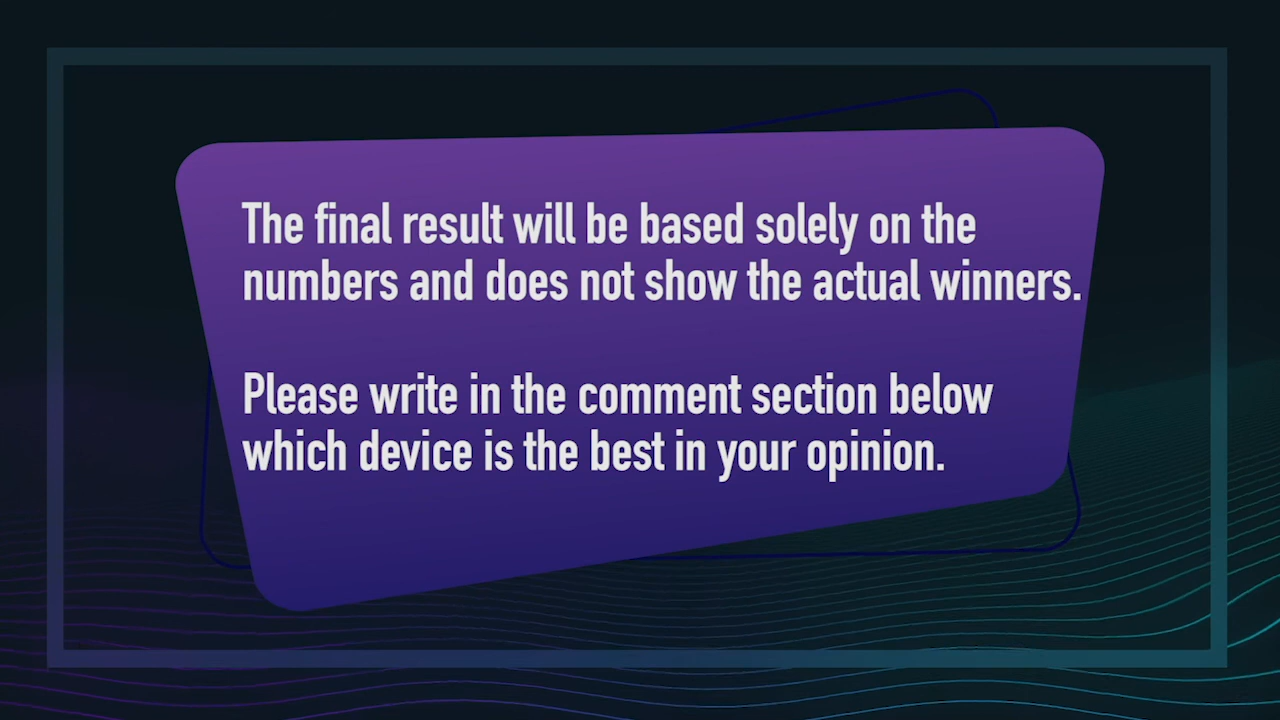 The final result will be based solely on the
numbers and does not show the actual winners.
Please write in the comment section below
which device is the best in your opinion.